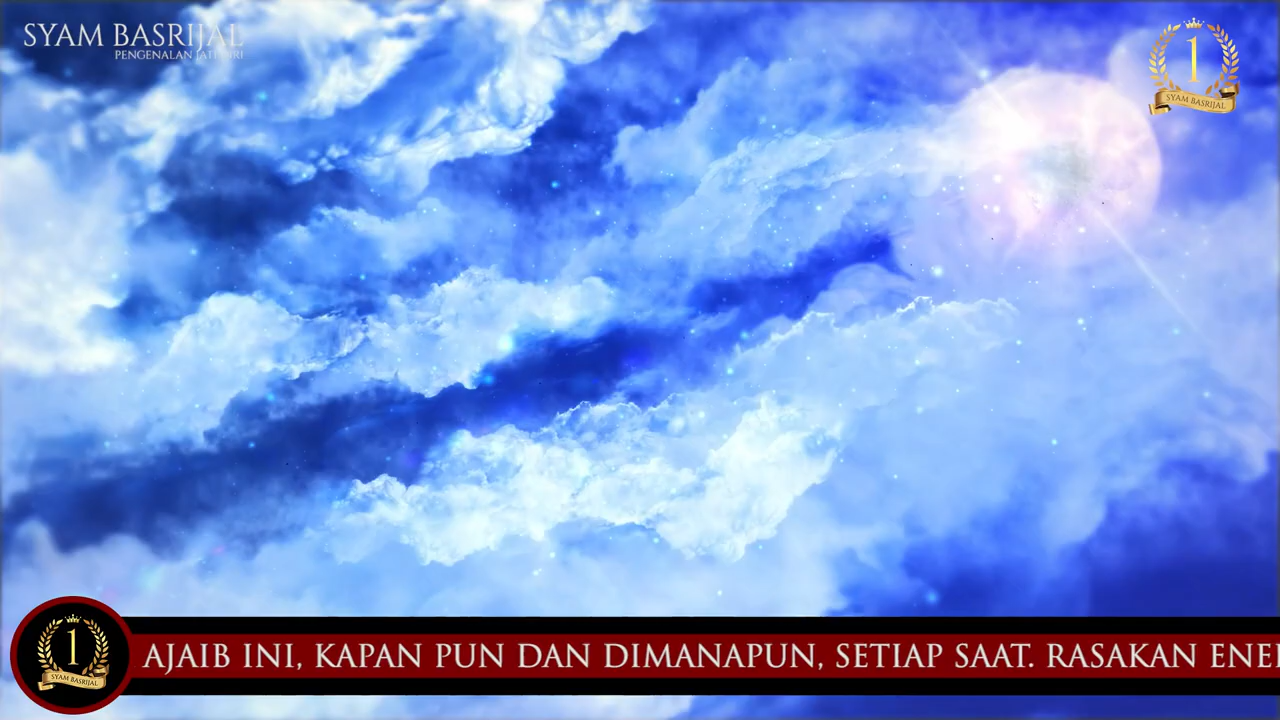 SYAM BASRIJAL
PENGENALAN JATI DIRI
1
SYAM BASRIJAL
1
SYAM BASRIJAL
AJAIB INI, KAPAN PUN DAN DIMANAPUN, SETIAP SAAT. RASAKAN